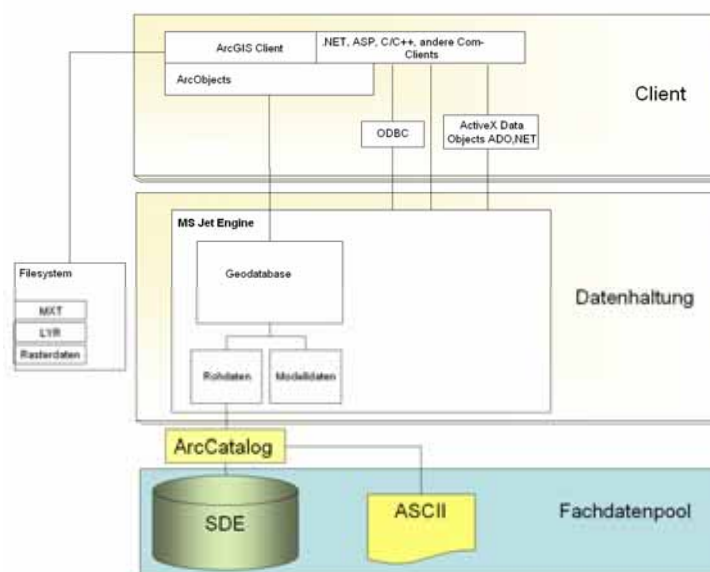 ArcGIS Client
.NET, ASP, C/C++, andere Com-
Clients
ArcObjects
Client
ODBC
ActiveX Data
Objects ADO,NET
MS Jet Engine
Filesystem
Geodatabase
Datenhaltung
MXT
LYR
Rasterdaten
Rohdaten
Modelldaten
ArcCatalog
SDE
ASCII
Fachdatenpool